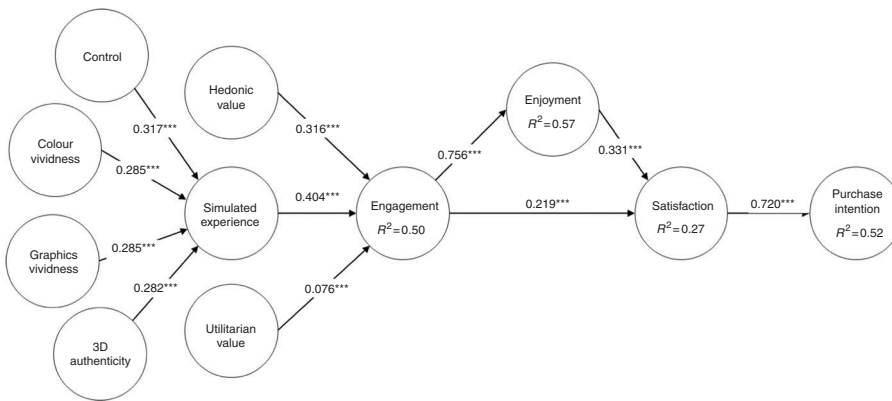 Control
Colour
vividness
Graphics
vividness
3D
authenticity
0.317***
0.285***
0.285***
0.282***
Simulated
experience
Hedonic
value
Utilitarian
value
0.316***
0.404***
0.076***
Engagement
R²=0.50
0.756***
Enjoyment
R²=0.57
0.331***
0.219***
Satisfaction
R²=0.27
0.720***
Purchase
intention
R²=0.52